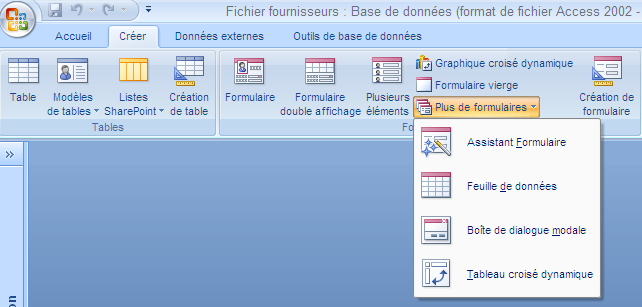 Fichier fournisseurs : Base de données (format de fichier Access 2002 -
Accueil Créer Données externes Outils de base de données
Table
Modèles de tables
Listes SharePoint
Création de table
Tables
Formulaire
Formulaire double affichage
Plusieurs éléments
Graphique croisé dynamique
Formulaire vierge
Plus de formulaires
Création de formulaire
Fo
Assistant Formulaire
Feuille de données
Boîte de dialogue modale
Tableau croisé dynamique